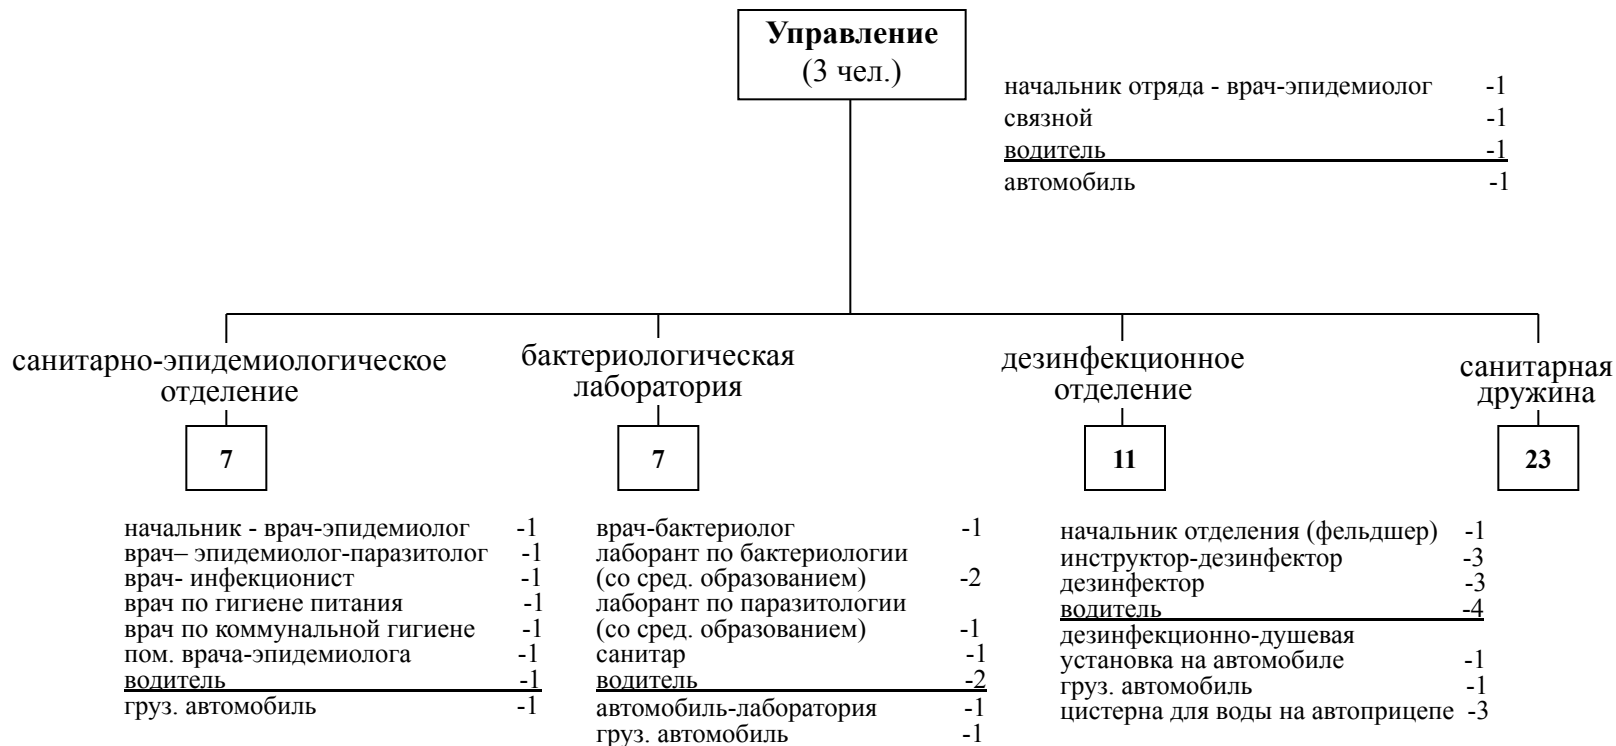 Управление
(3 чел.)
начальник отряда - врач-эпидемиолог -1
связной -1
водитель -1
автомобиль -1
санитарно-эпидемиологическое
отделение
7
начальник - врач-эпидемиолог -1
врач– эпидемиолог-паразитолог -1
врач- инфекционист -1
врач по гигиене питания -1
врач по коммунальной гигиене -1
пом. врача-эпидемиолога -1
водитель -1
груз. автомобиль -1
бактериологическая
лаборатория
7
врач-бактериолог -1
лаборант по бактериологии
(со сред. образованием) -2
лаборант по паразитологии
(со сред. образованием) -1
санитар -1
водитель -2
автомобиль-лаборатория -1
груз. автомобиль -1
дезинфекционное
отделение
11
начальник отделения (фельдшер) -1
инструктор-дезинфектор -3
дезинфектор -3
водитель -4
дезинфекционно-душевая
установка на автомобиле -1
груз. автомобиль -1
цистерна для воды на автоприцепе -3
санитарная
дружина
23